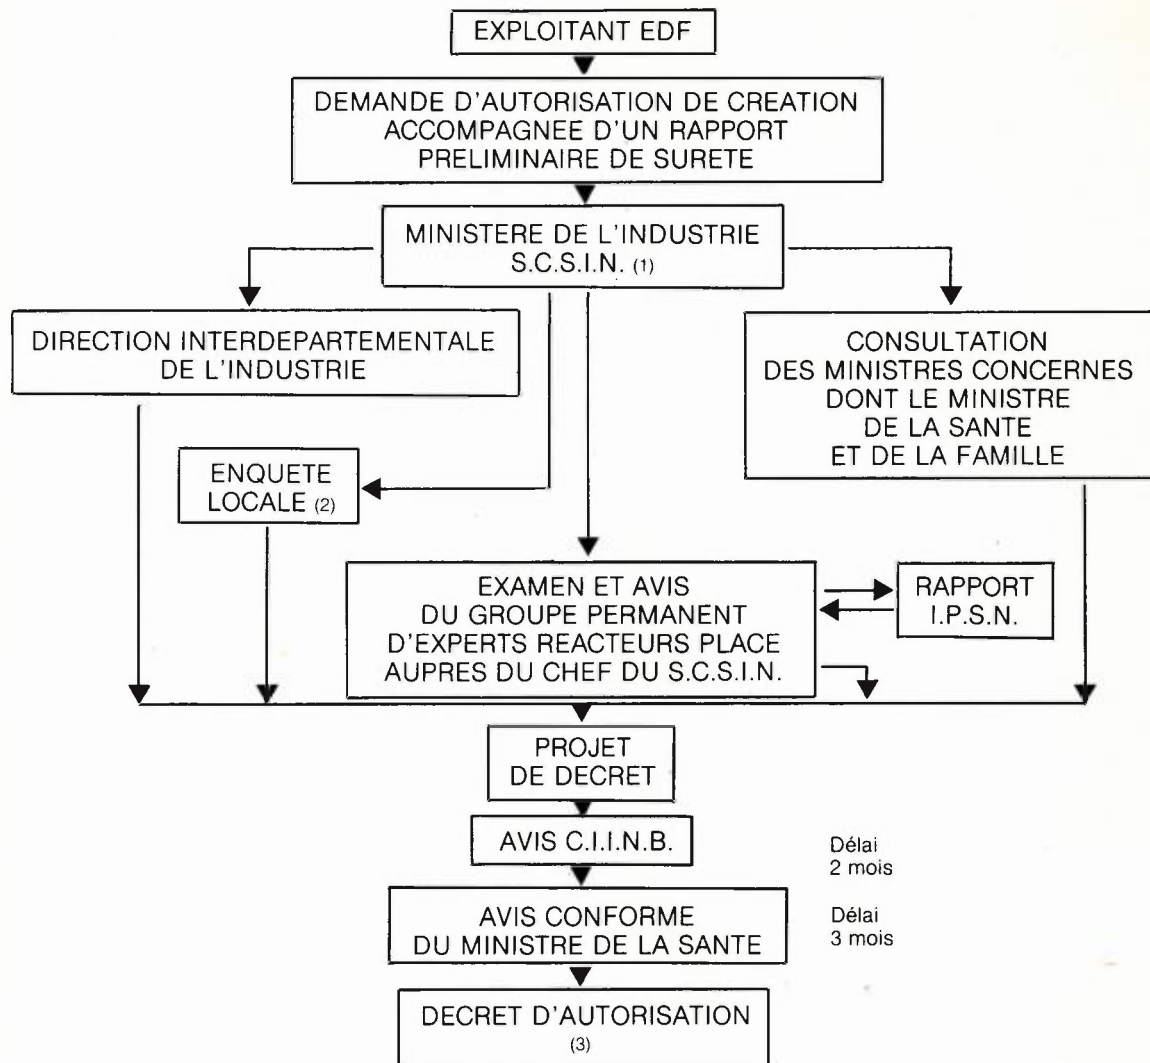 EXPLOITANT EDF
DEMANDE D'AUTORISATION DE CREATION
ACCOMPAGNEE D'UN RAPPORT
PRELIMINAIRE DE SURETE
MINISTERE DE L'INDUSTRIE
S.C.S.I.N. (1)
DIRECTION INTERDEPARTEMENTALE
DE L'INDUSTRIE
CONSULTATION
DES MINISTRES CONCERNES
DONT LE MINISTRE
DE LA SANTE
ET DE LA FAMILLE
ENQUETE
LOCALE (2)
EXAMEN ET AVIS
DU GROUPE PERMANENT
D'EXPERTS REACTEURS PLACE
AUPRES DU CHEF DU S.C.S.I.N.
RAPPORT
I.P.S.N.
PROJET
DE DECRET
AVIS C.I.I.N.B.
Délai
2 mois
AVIS CONFORME
DU MINISTRE DE LA SANTE
Délai
3 mois
DECRET D'AUTORISATION
(3)